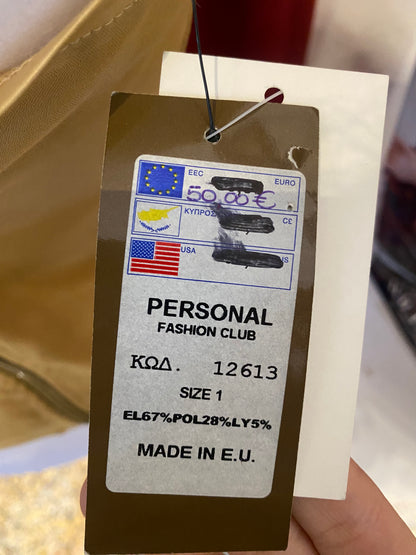 EEC EURO
50,00 €
ΚΥΠΡΟΣ C£
USA US
PERSONAL
FASHION CLUB
ΚΩΔ. 12613
SIZE 1
EL67%POL28%LY5%
MADE IN E.U.